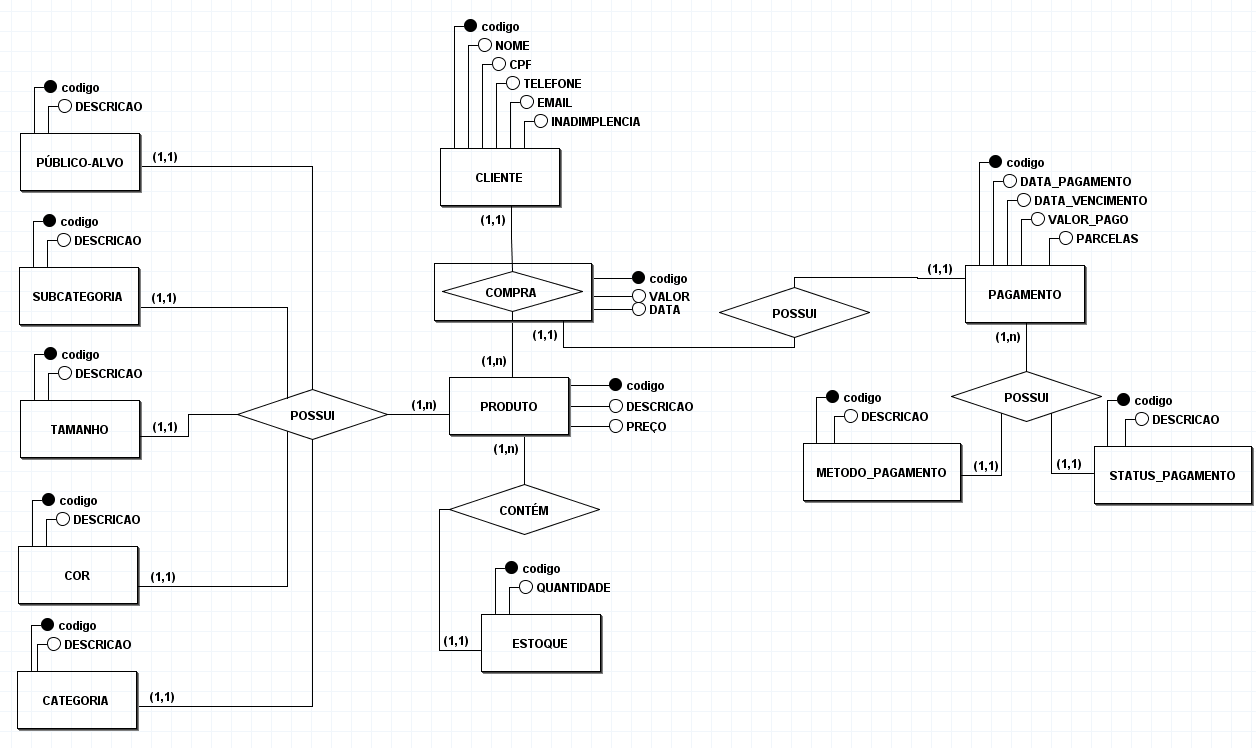 codigo
NOME
CPF
TELEFONE
EMAIL
INADIMPLENCIA
CLIENTE
(1,1)
codigo
DESCRICAO
PÚBLICO-ALVO
(1,1)
codigo
DESCRICAO
SUBCATEGORIA
(1,1)
codigo
DESCRICAO
TAMANHO
(1,1)
codigo
DESCRICAO
COR
(1,1)
codigo
DESCRICAO
CATEGORIA
(1,1)
POSSUI
(1,n)
COMPRA
codigo
VALOR
DATA
(1,1)
(1,n)
PRODUTO
codigo
DESCRICAO
PREÇO
(1,n)
CONTÉM
codigo
QUANTIDADE
(1,1)
ESTOQUE
POSSUI
(1,1)
codigo
DATA_PAGAMENTO
DATA_VENCIMENTO
VALOR_PAGO
PARCELAS
PAGAMENTO
(1,n)
POSSUI
codigo
DESCRICAO
METODO_PAGAMENTO
(1,1)
codigo
DESCRICAO
(1,1)
STATUS_PAGAMENTO